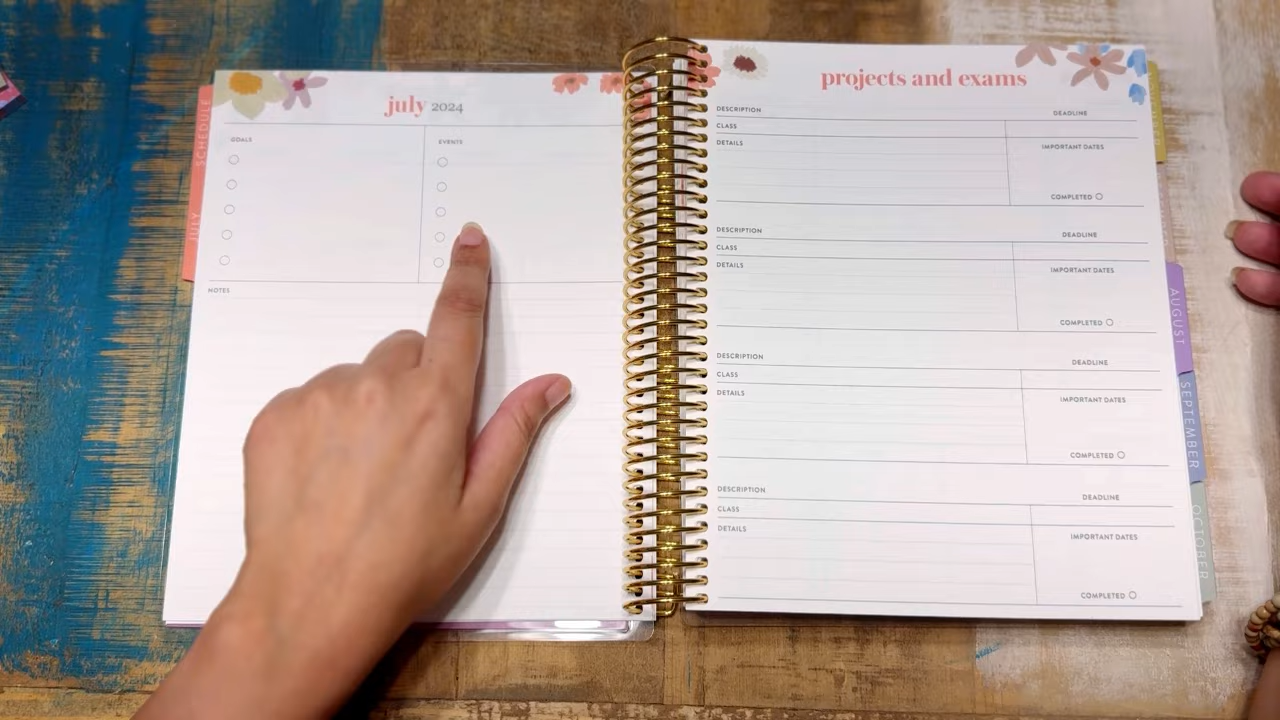 SCHEDULE
JULY
july 2024
GOALS
EVENTS
NOTES
projects and exams
DESCRIPTION
DEADLINE
CLASS
DETAILS
IMPORTANT DATES
COMPLETED
DESCRIPTION
DEADLINE
CLASS
DETAILS
IMPORTANT DATES
COMPLETED
DESCRIPTION
DEADLINE
CLASS
DETAILS
IMPORTANT DATES
COMPLETED
DESCRIPTION
DEADLINE
CLASS
DETAILS
IMPORTANT DATES
COMPLETED
AUGUST
SEPTEMBER
OCTOBER